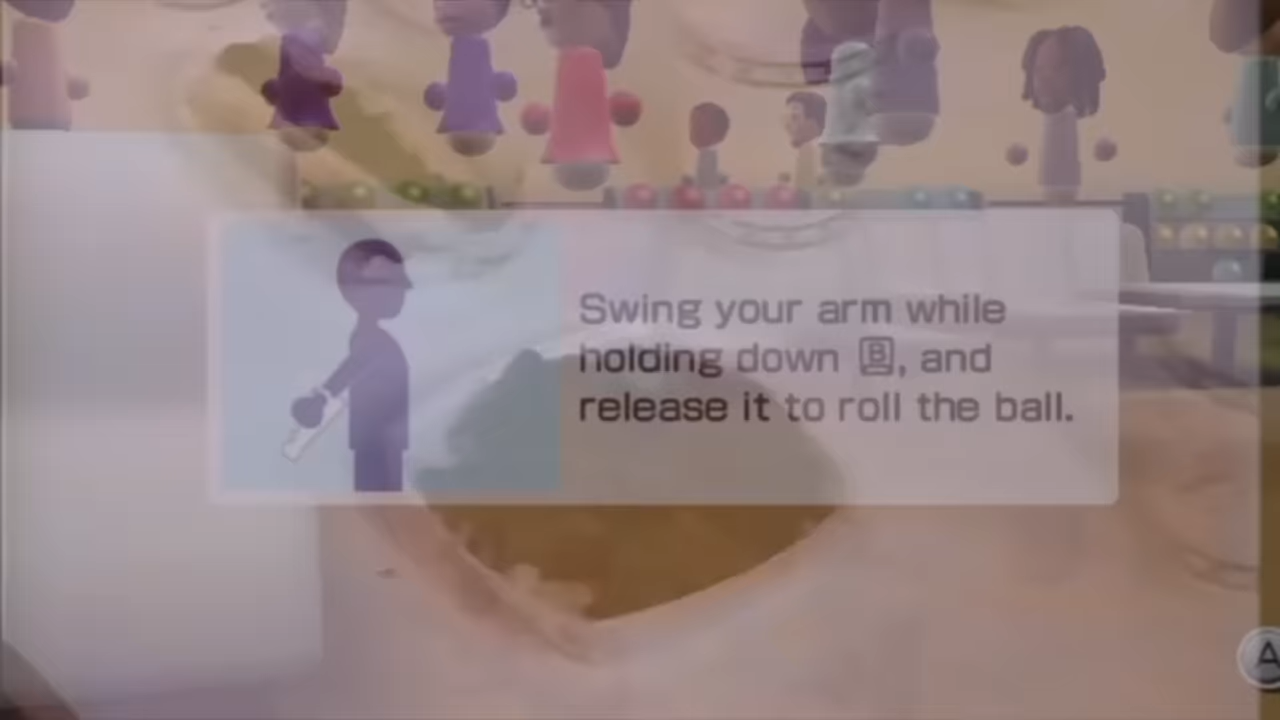 Swing your arm while
holding down B, and
release it to roll the ball.
A